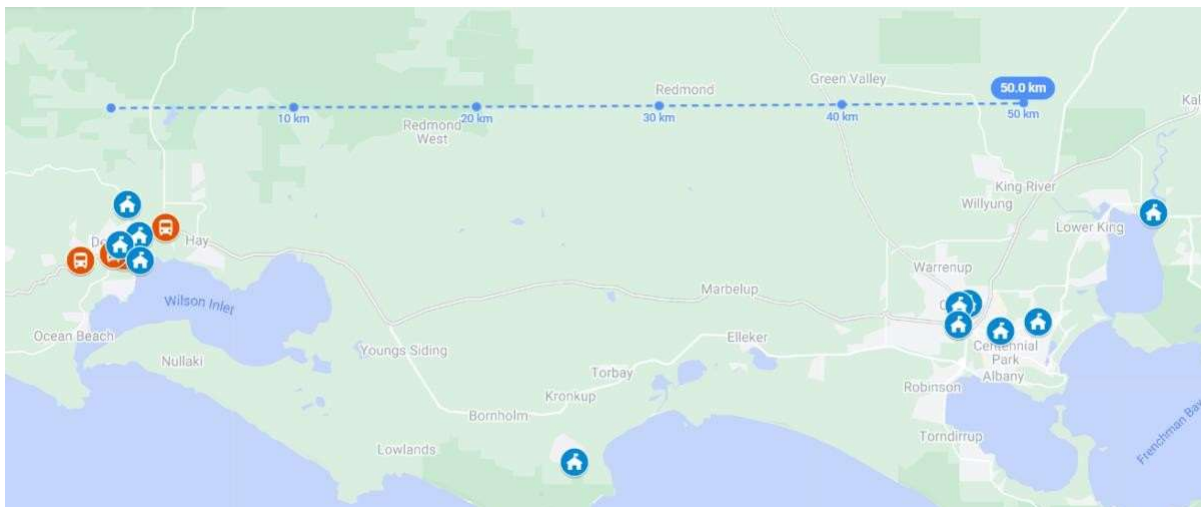 Green Valley
50.0 km
Redmond
Kal
10 km
20 km
30 km
40 km
50 km
Redmond
West
King River
Willyung
Lower King
De
Hay
Warrenup
Marbelup
Wilson Inlet
Ocean Beach
Elleker
Youngs Siding
Centennial
Park
Albany
Nullaki
Torbay
Robinson
Kronkup
Bornholm
Torndirrup
Frenchman Bay
Lowlands